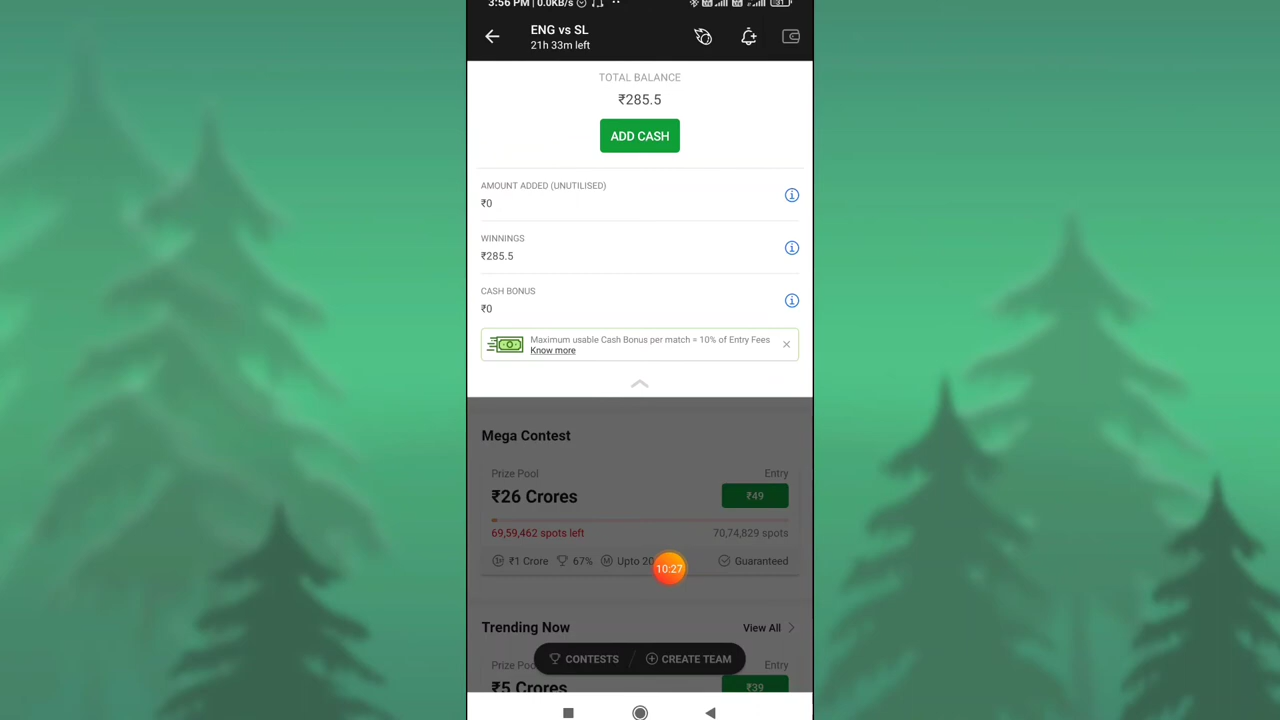 3:56 PM | 0.0KB/s
ENG vs SL
21h 33m left
TOTAL BALANCE
₹285.5
ADD CASH
AMOUNT ADDED (UNUTILISED)
₹0
WINNINGS
₹285.5
CASH BONUS
₹0
Maximum usable Cash Bonus per match = 10% of Entry Fees
Know more
Mega Contest
Prize Pool Entry
₹26 Crores ₹49
69,59,462 spots left 70,74,829 spots
₹1 Crore 67% Upto 20 Guaranteed
10:27
Trending Now View All
CONTESTS / CREATE TEAM
Prize Entry
₹5 Crores ₹39